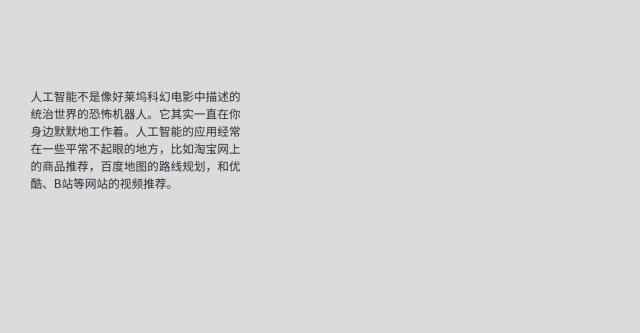 人工智能不是像好莱坞科幻电影中描述的
统治世界的恐怖机器人。它其实一直在你
身边默默地工作着。人工智能的应用经常
在一些平常不起眼的地方，比如淘宝网上
的商品推荐，百度地图的路线规划，和优
酷、B站等网站的视频推荐。